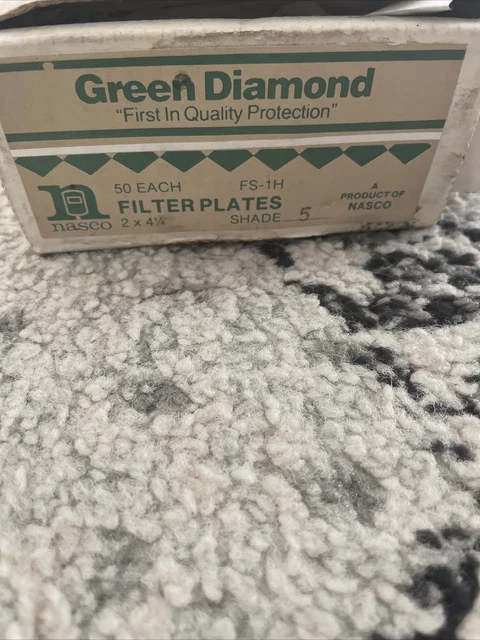 Green Diamond
"First In Quality Protection"
50 EACH FS-1H
FILTER PLATES
2 x 4¼ SHADE 5
nasco
A
PRODUCT OF
NASCO